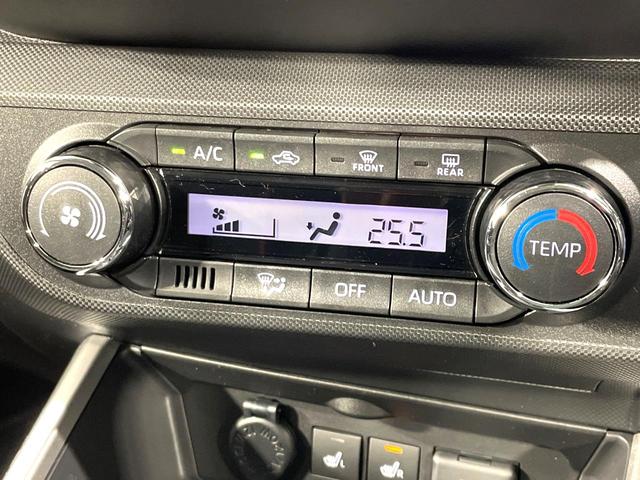 A/C
FRONT
REAR
25.5
TEMP
OFF
AUTO
L
R